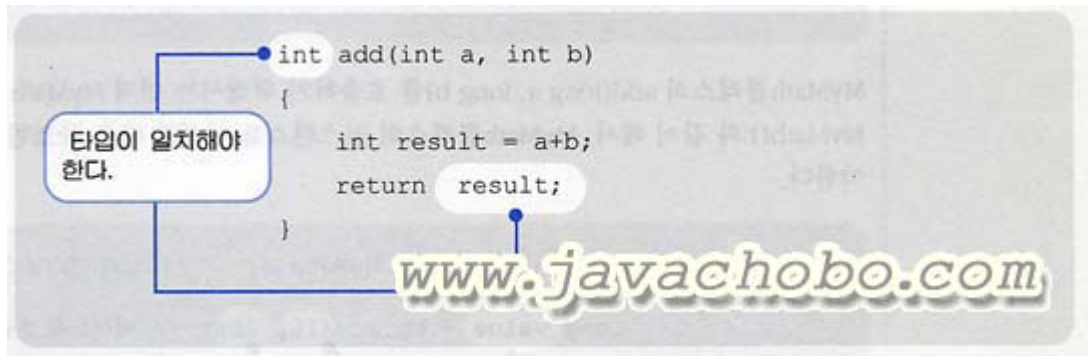 int add(int a, int b)
{
타입이 일치해야
한다.
int result = a+b;
return result;
}
www.javachobo.com